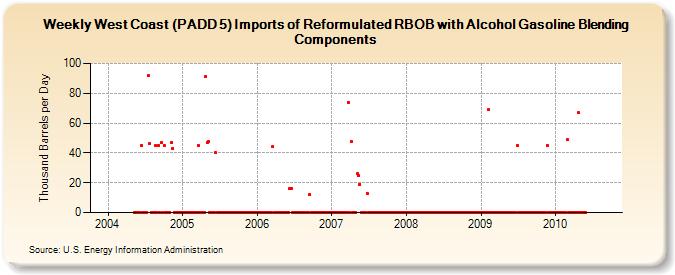 Weekly West Coast (PADD 5) Imports of Reformulated RBOB with Alcohol Gasoline Blending
Components
Thousand Barrels per Day
100
80
60
40
20
0
2004 2005 2006 2007 2008 2009 2010
Source: U.S. Energy Information Administration